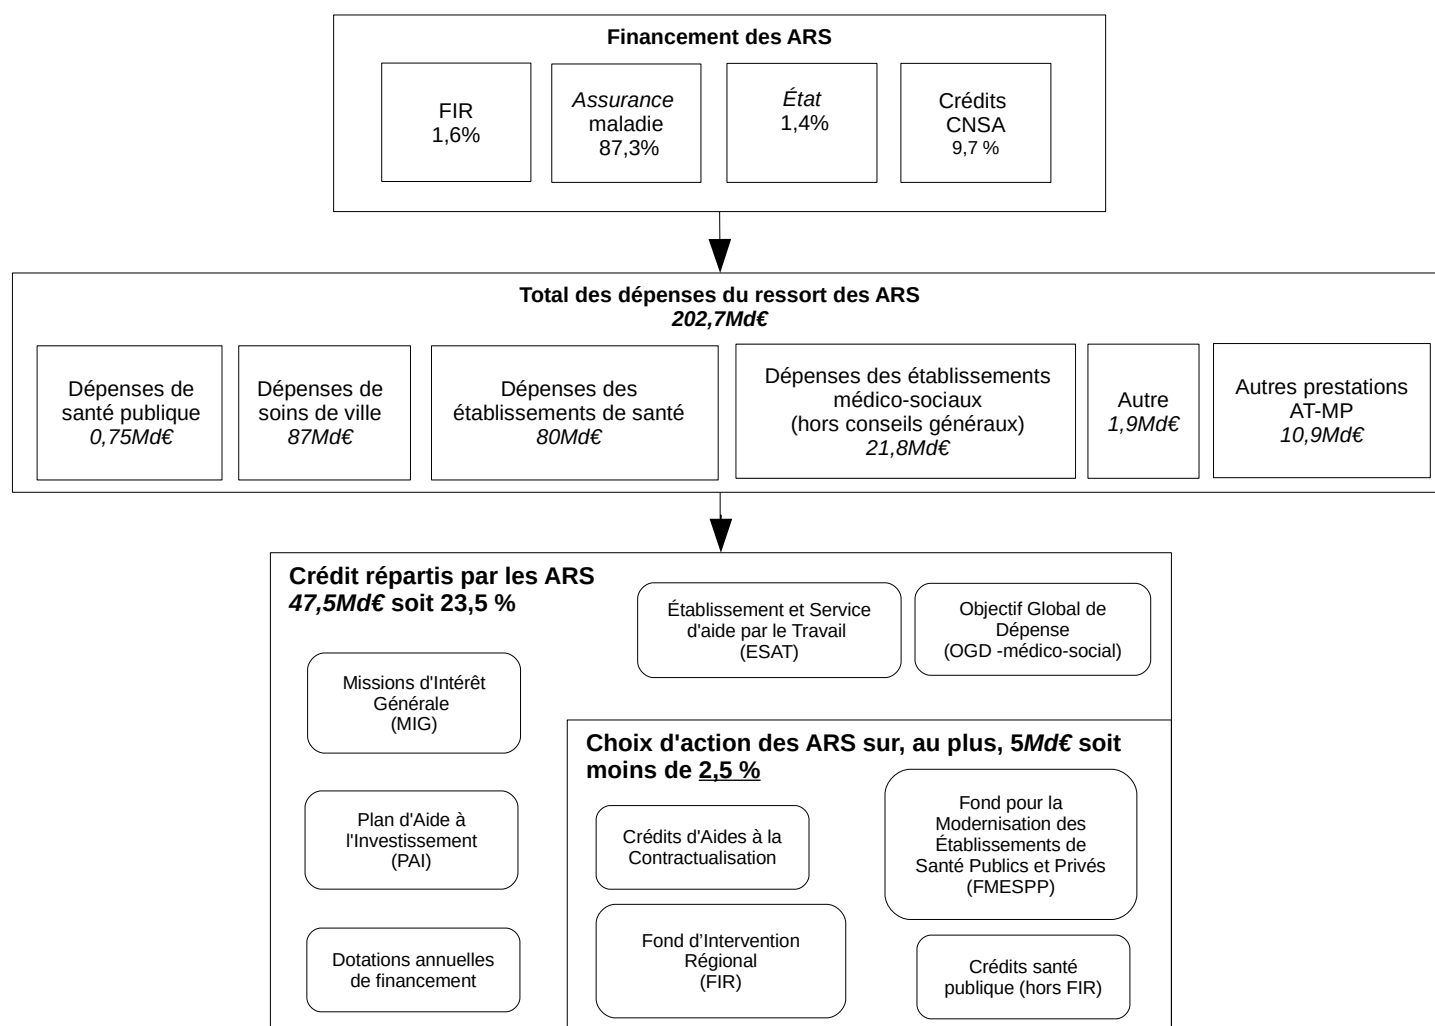 Financement des ARS
FIR
1,6%
Assurance
maladie
87,3%
État
1,4%
Crédits
CNSA
9,7 %
Total des dépenses du ressort des ARS
202,7Md€
Dépenses de
santé publique
0,75Md€
Dépenses de
soins de ville
87Md€
Dépenses des
établissements de santé
80Md€
Dépenses des établissements
médico-sociaux
(hors conseils généraux)
21,8Md€
Autre
1,9Md€
Autres prestations
AT-MP
10,9Md€
Crédit répartis par les ARS
47,5Md€ soit 23,5 %
Établissement et Service
d'aide par le Travail
(ESAT)
Objectif Global de
Dépense
(OGD -médico-social)
Missions d'Intérêt
Générale
(MIG)
Plan d'Aide à
l'Investissement
(PAI)
Dotations annuelles
de financement
Choix d'action des ARS sur, au plus, 5Md€ soit
moins de 2,5 %
Crédits d'Aides à la
Contractualisation
Fond pour la
Modernisation des
Établissements de
Santé Publics et Privés
(FMESPP)
Fond d’Intervention
Régional
(FIR)
Crédits santé
publique (hors FIR)